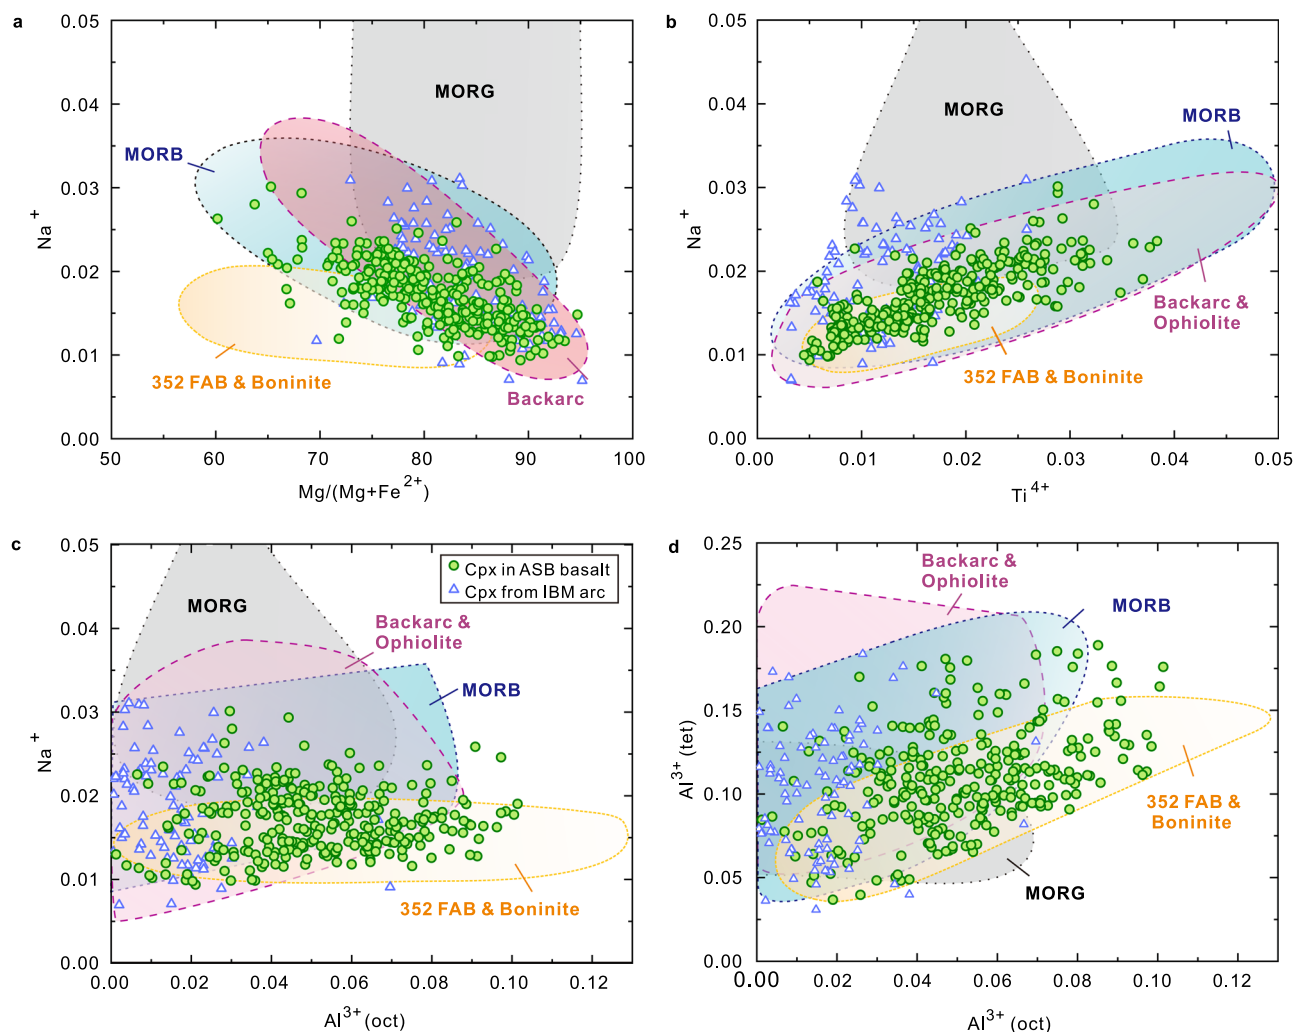 a
0.05
0.04
0.03
0.02
0.01
0.00
Na+
MORG
MORB
352 FAB & Boninite
Backarc
50
60
70
80
90
100
Mg/(Mg+Fe2+)
b
0.05
0.04
0.03
0.02
0.01
0.00
Na+
MORG
MORB
Backarc &
Ophiolite
352 FAB & Boninite
0.00
0.01
0.02
0.03
0.04
0.05
Ti4+
c
0.05
0.04
0.03
0.02
0.01
0.00
Na+
Cpx in ASB basalt
Cpx from IBM arc
MORG
Backarc &
Ophiolite
MORB
352 FAB & Boninite
0.00
0.02
0.04
0.06
0.08
0.10
0.12
Al3+(oct)
d
0.25
0.20
0.15
0.10
0.05
0.00
Al3+(tet)
Backarc &
Ophiolite
MORB
352 FAB &
Boninite
MORG
0.00
0.02
0.04
0.06
0.08
0.10
0.12
Al3+(oct)